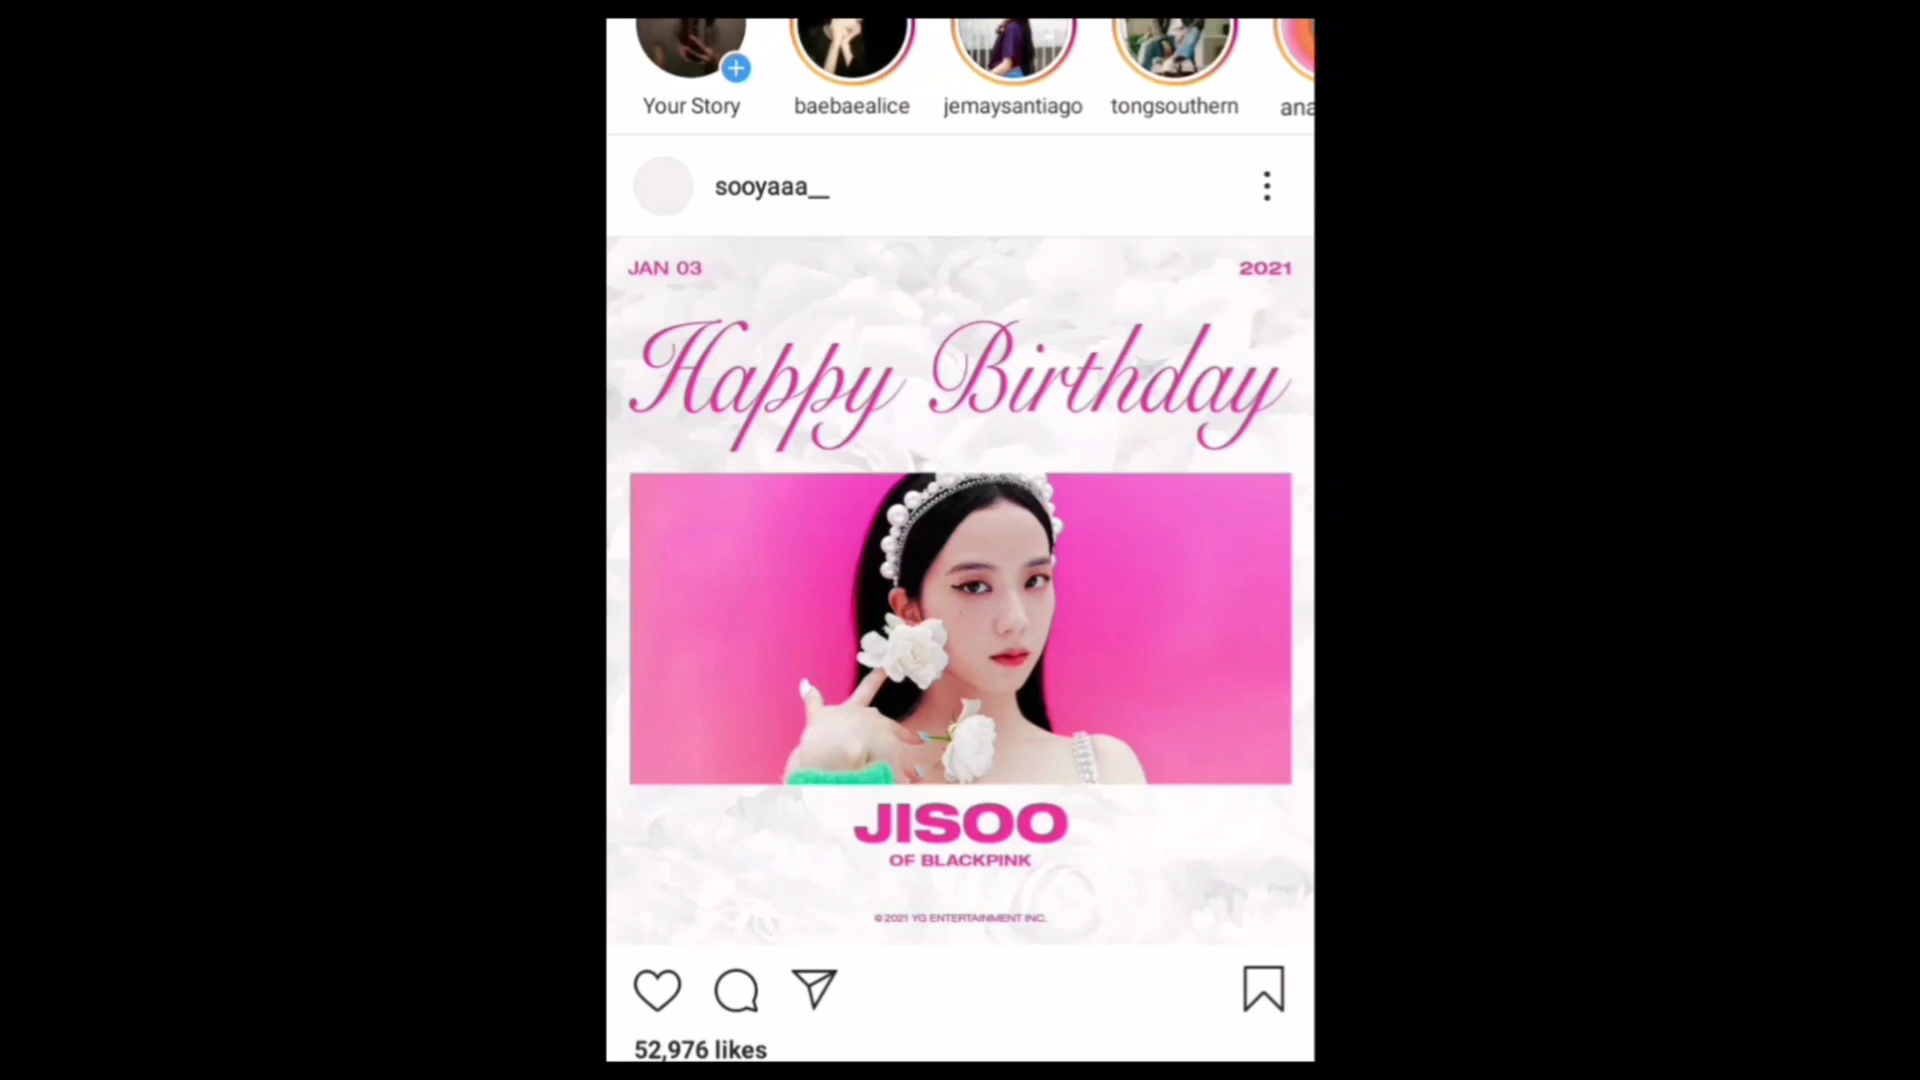 Your Story baebaealice jemaysantiago tongsouthern ana
sooyaaa__
JAN 03 2021
Happy Birthday
JISOO
OF BLACKPINK
© 2021 YG ENTERTAINMENT INC.
52,976 likes